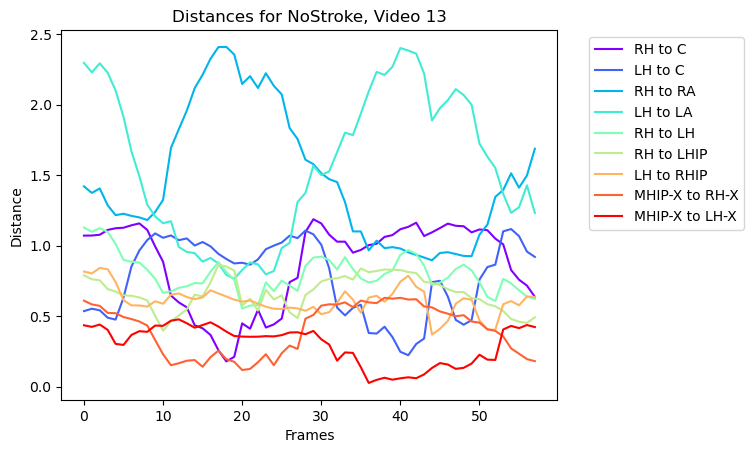 Distances for NoStroke, Video 13
2.5
2.0
1.5
1.0
0.5
0.0
Distance
0 10 20 30 40 50
Frames
RH to C
LH to C
RH to RA
LH to LA
RH to LH
RH to LHIP
LH to RHIP
MHIP-X to RH-X
MHIP-X to LH-X